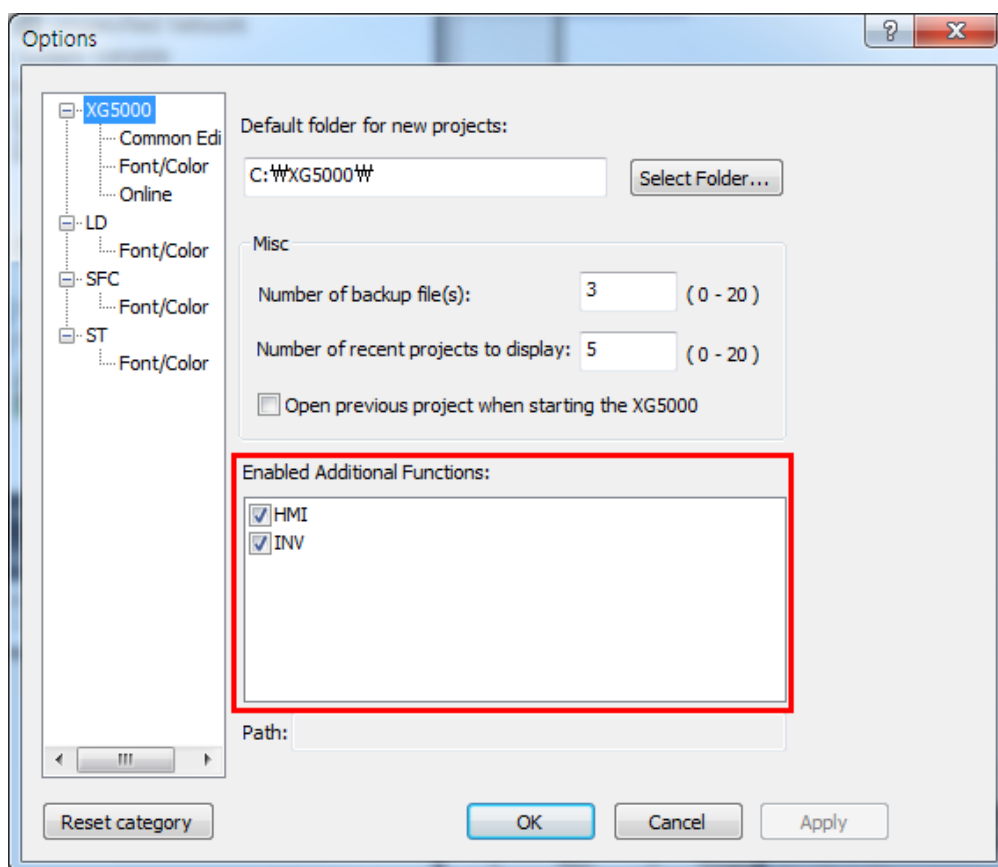 Options
XG5000
Common Edi
Font/Color
Online
LD
Font/Color
SFC
Font/Color
ST
Font/Color
Default folder for new projects:
C:₩XG5000₩
Select Folder...
Misc
Number of backup file(s):
3
( 0 - 20 )
Number of recent projects to display:
5
( 0 - 20 )
Open previous project when starting the XG5000
Enabled Additional Functions:
HMI
INV
Path:
Reset category
OK
Cancel
Apply